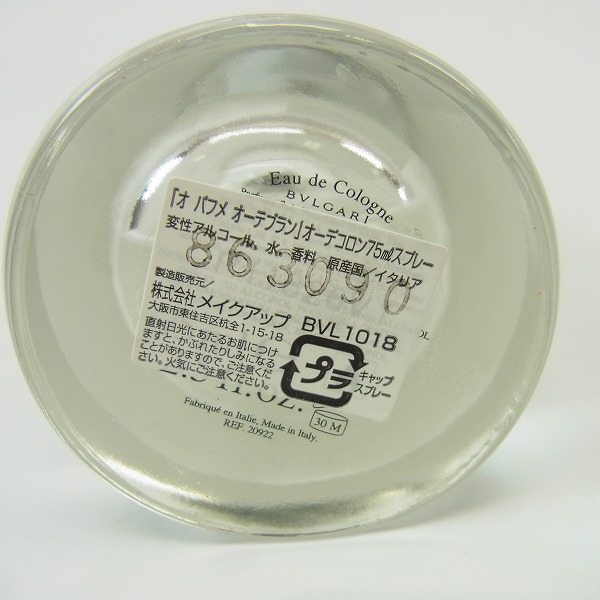 Eau de Cologne
BVLGARI
「オ パフメ オーテブラン」オーデコロン75mlスプレー
変性アルコール、水、香料 原産国/イタリア
863090
製造販売元/
株式会社 メイクアップ BVL1018
大阪市東住吉区杭全1-15-18
直射日光にあたるお肌につけ
ますと、かぶれたりしみになる
ことがありますので、ご注意くだ
さい。火気にご注意ください。
プラ
キャップ
スプレー
30 M
Fabriqué en Italie, Made in Italy.
REF. 20922